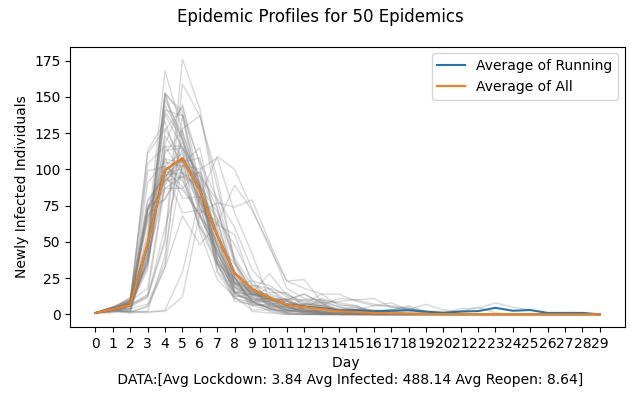 Epidemic Profiles for 50 Epidemics
Average of Running
Average of All
Newly Infected Individuals
175
150
125
100
75
50
25
0
0 1 2 3 4 5 6 7 8 9 10 11 12 13 14 15 16 17 18 19 20 21 22 23 24 25 26 27 28 29
Day
DATA:[Avg Lockdown: 3.84 Avg Infected: 488.14 Avg Reopen: 8.64]